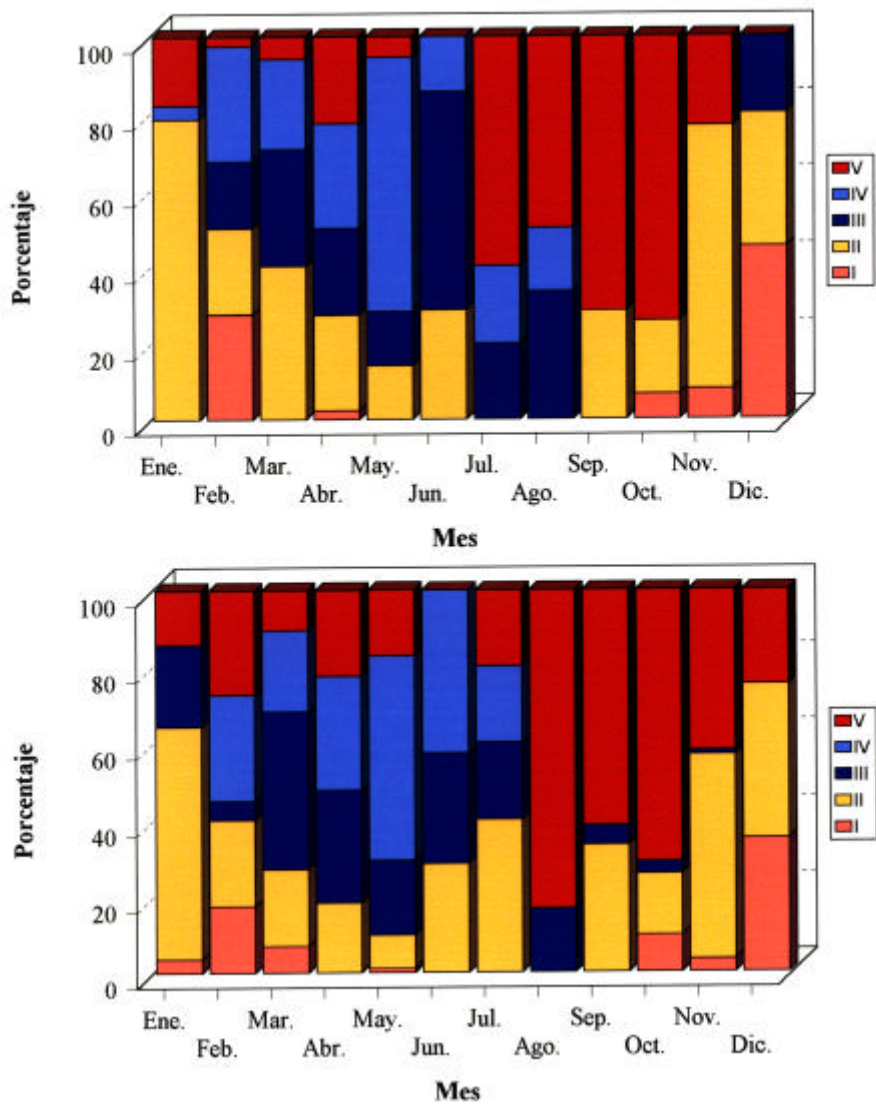 Porcentaje
100
80
60
40
20
0
Ene.
Feb.
Mar.
Abr.
May.
Jun.
Jul.
Ago.
Sep.
Oct.
Nov.
Dic.
Mes
V
IV
III
II
I
Porcentaje
100
80
60
40
20
0
Ene.
Feb.
Mar.
Abr.
May.
Jun.
Jul.
Ago.
Sep.
Oct.
Nov.
Dic.
Mes
V
IV
III
II
I